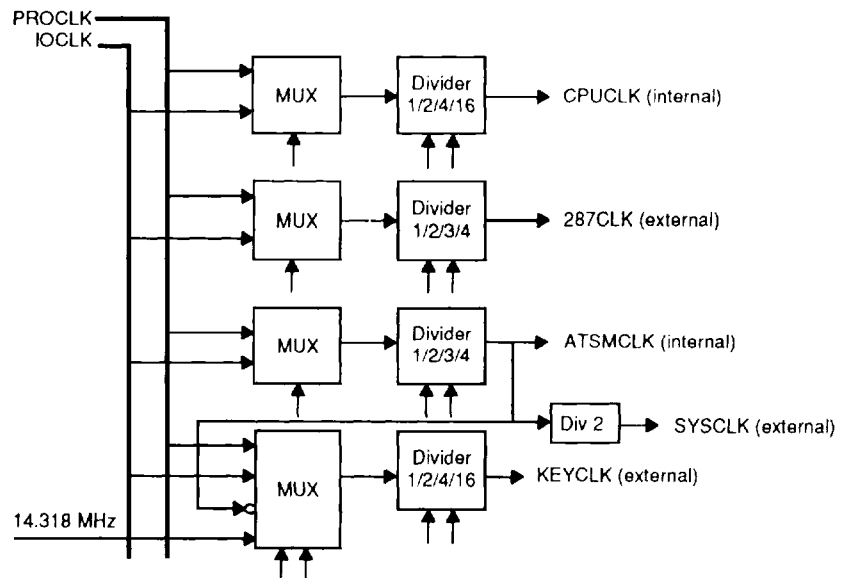 PROCLK
IOCLK
MUX
Divider
1/2/4/16
CPUCLK (internal)
MUX
Divider
1/2/3/4
287CLK (external)
MUX
Divider
1/2/3/4
ATSMCLK (internal)
Div 2
SYSCLK (external)
MUX
Divider
1/2/4/16
KEYCLK (external)
14.318 MHz